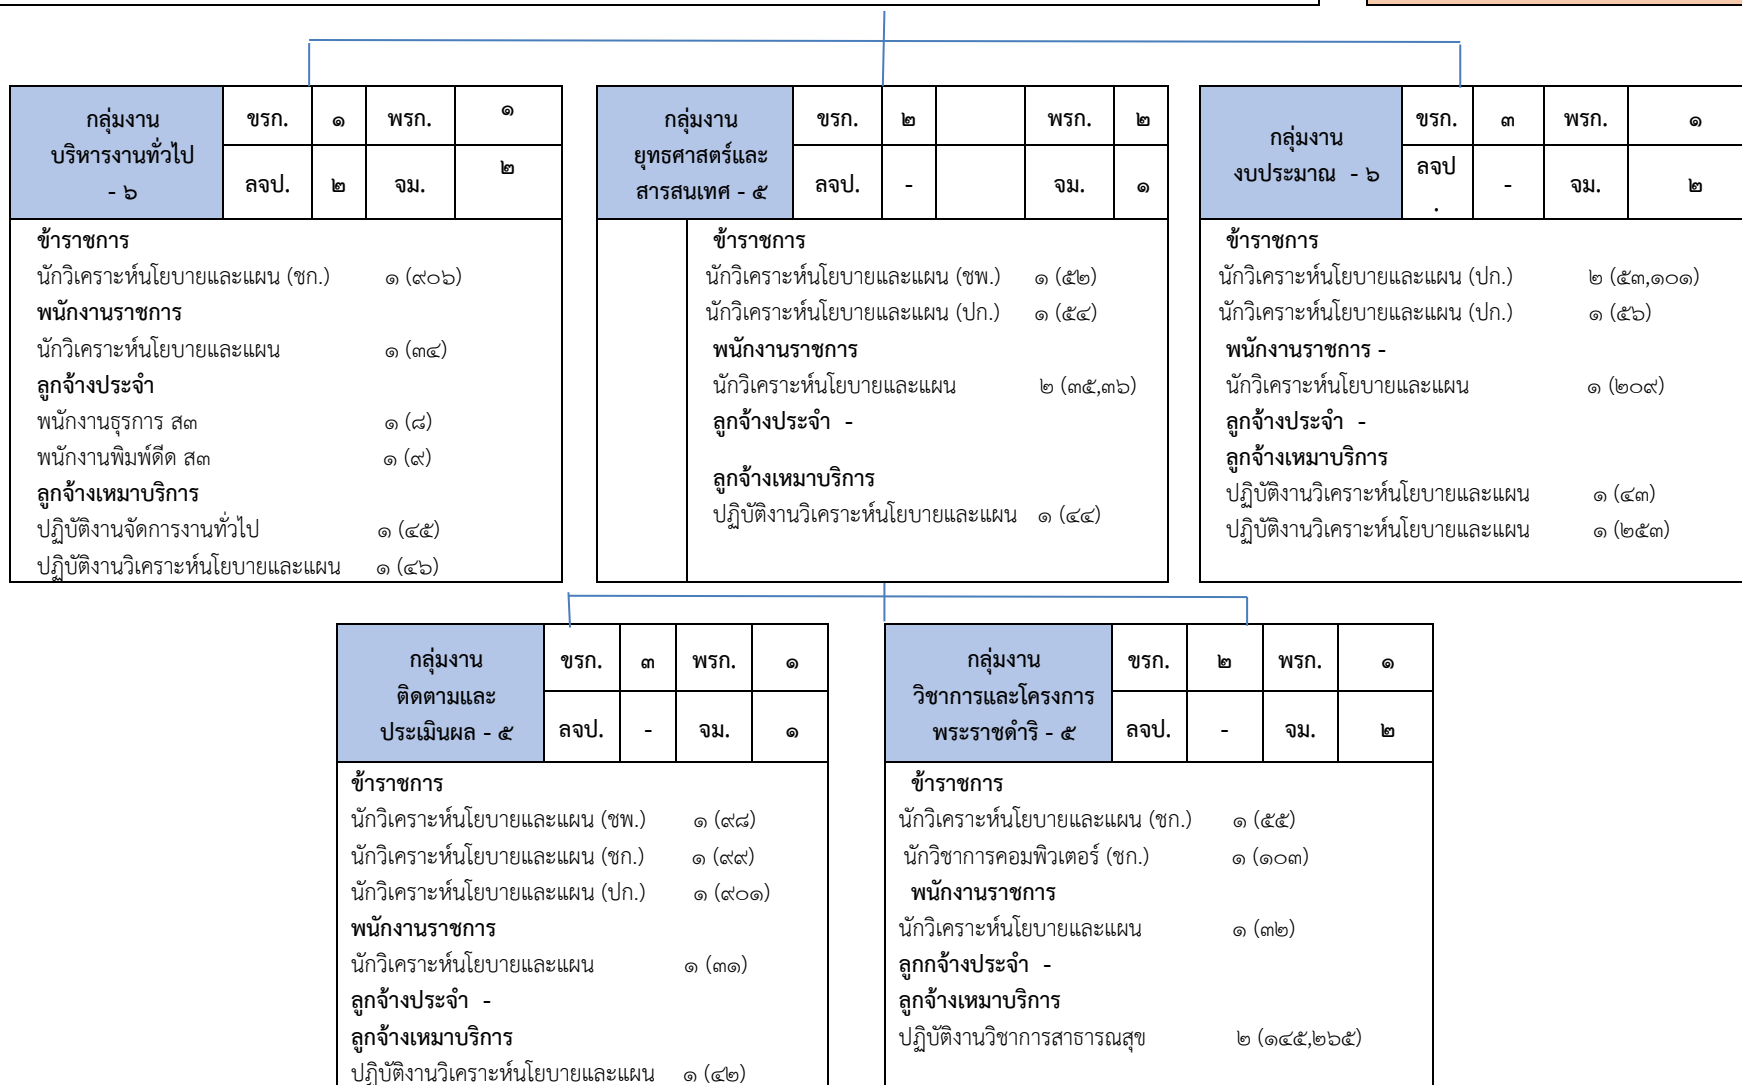 กลุ่มงาน
บริหารงานทั่วไป
- ๖
ขรก. ๑ พรก. ๑
ลจป. ๒ จม. ๒
ข้าราชการ
นักวิเคราะห์นโยบายและแผน (ชก.) ๑ (๙๐๖)
พนักงานราชการ
นักวิเคราะห์นโยบายและแผน ๑ (๓๔)
ลูกจ้างประจำ
พนักงานธุรการ ส๓ ๑ (๘)
พนักงานพิมพ์ดีด ส๓ ๑ (๙)
ลูกจ้างเหมาบริการ
ปฏิบัติงานจัดการงานทั่วไป ๑ (๔๕)
ปฏิบัติงานวิเคราะห์นโยบายและแผน ๑ (๔๖)
กลุ่มงาน
ยุทธศาสตร์และ
สารสนเทศ - ๕
ขรก. ๒ พรก. ๒
ลจป. - จม. ๑
ข้าราชการ
นักวิเคราะห์นโยบายและแผน (ชพ.) ๑ (๕๒)
นักวิเคราะห์นโยบายและแผน (ปก.) ๑ (๕๔)
พนักงานราชการ
นักวิเคราะห์นโยบายและแผน ๒ (๓๕,๓๖)
ลูกจ้างประจำ -
ลูกจ้างเหมาบริการ
ปฏิบัติงานวิเคราะห์นโยบายและแผน ๑ (๔๔)
กลุ่มงาน
งบประมาณ - ๖
ขรก. ๓ พรก. ๑
ลจป
. - จม. ๒
ข้าราชการ
นักวิเคราะห์นโยบายและแผน (ปก.) ๒ (๕๓,๑๐๑)
นักวิเคราะห์นโยบายและแผน (ปก.) ๑ (๕๖)
พนักงานราชการ -
นักวิเคราะห์นโยบายและแผน ๑ (๒๐๙)
ลูกจ้างประจำ -
ลูกจ้างเหมาบริการ
ปฏิบัติงานวิเคราะห์นโยบายและแผน ๑ (๔๓)
ปฏิบัติงานวิเคราะห์นโยบายและแผน ๑ (๒๕๓)
กลุ่มงาน
ติดตามและ
ประเมินผล - ๕
ขรก. ๓ พรก. ๑
ลจป. - จม. ๑
ข้าราชการ
นักวิเคราะห์นโยบายและแผน (ชพ.) ๑ (๙๘)
นักวิเคราะห์นโยบายและแผน (ชก.) ๑ (๙๙)
นักวิเคราะห์นโยบายและแผน (ปก.) ๑ (๙๐๑)
พนักงานราชการ
นักวิเคราะห์นโยบายและแผน ๑ (๓๑)
ลูกจ้างประจำ -
ลูกจ้างเหมาบริการ
ปฏิบัติงานวิเคราะห์นโยบายและแผน ๑ (๔๒)
กลุ่มงาน
วิชาการและโครงการ
พระราชดำริ - ๕
ขรก. ๒ พรก. ๑
ลจป. - จม. ๒
ข้าราชการ
นักวิเคราะห์นโยบายและแผน (ชก.) ๑ (๕๕)
นักวิชาการคอมพิวเตอร์ (ชก.) ๑ (๑๐๓)
พนักงานราชการ
นักวิเคราะห์นโยบายและแผน ๑ (๓๒)
ลูกกจ้างประจำ -
ลูกจ้างเหมาบริการ
ปฏิบัติงานวิชาการสาธารณสุข ๒ (๑๔๕,๒๖๕)